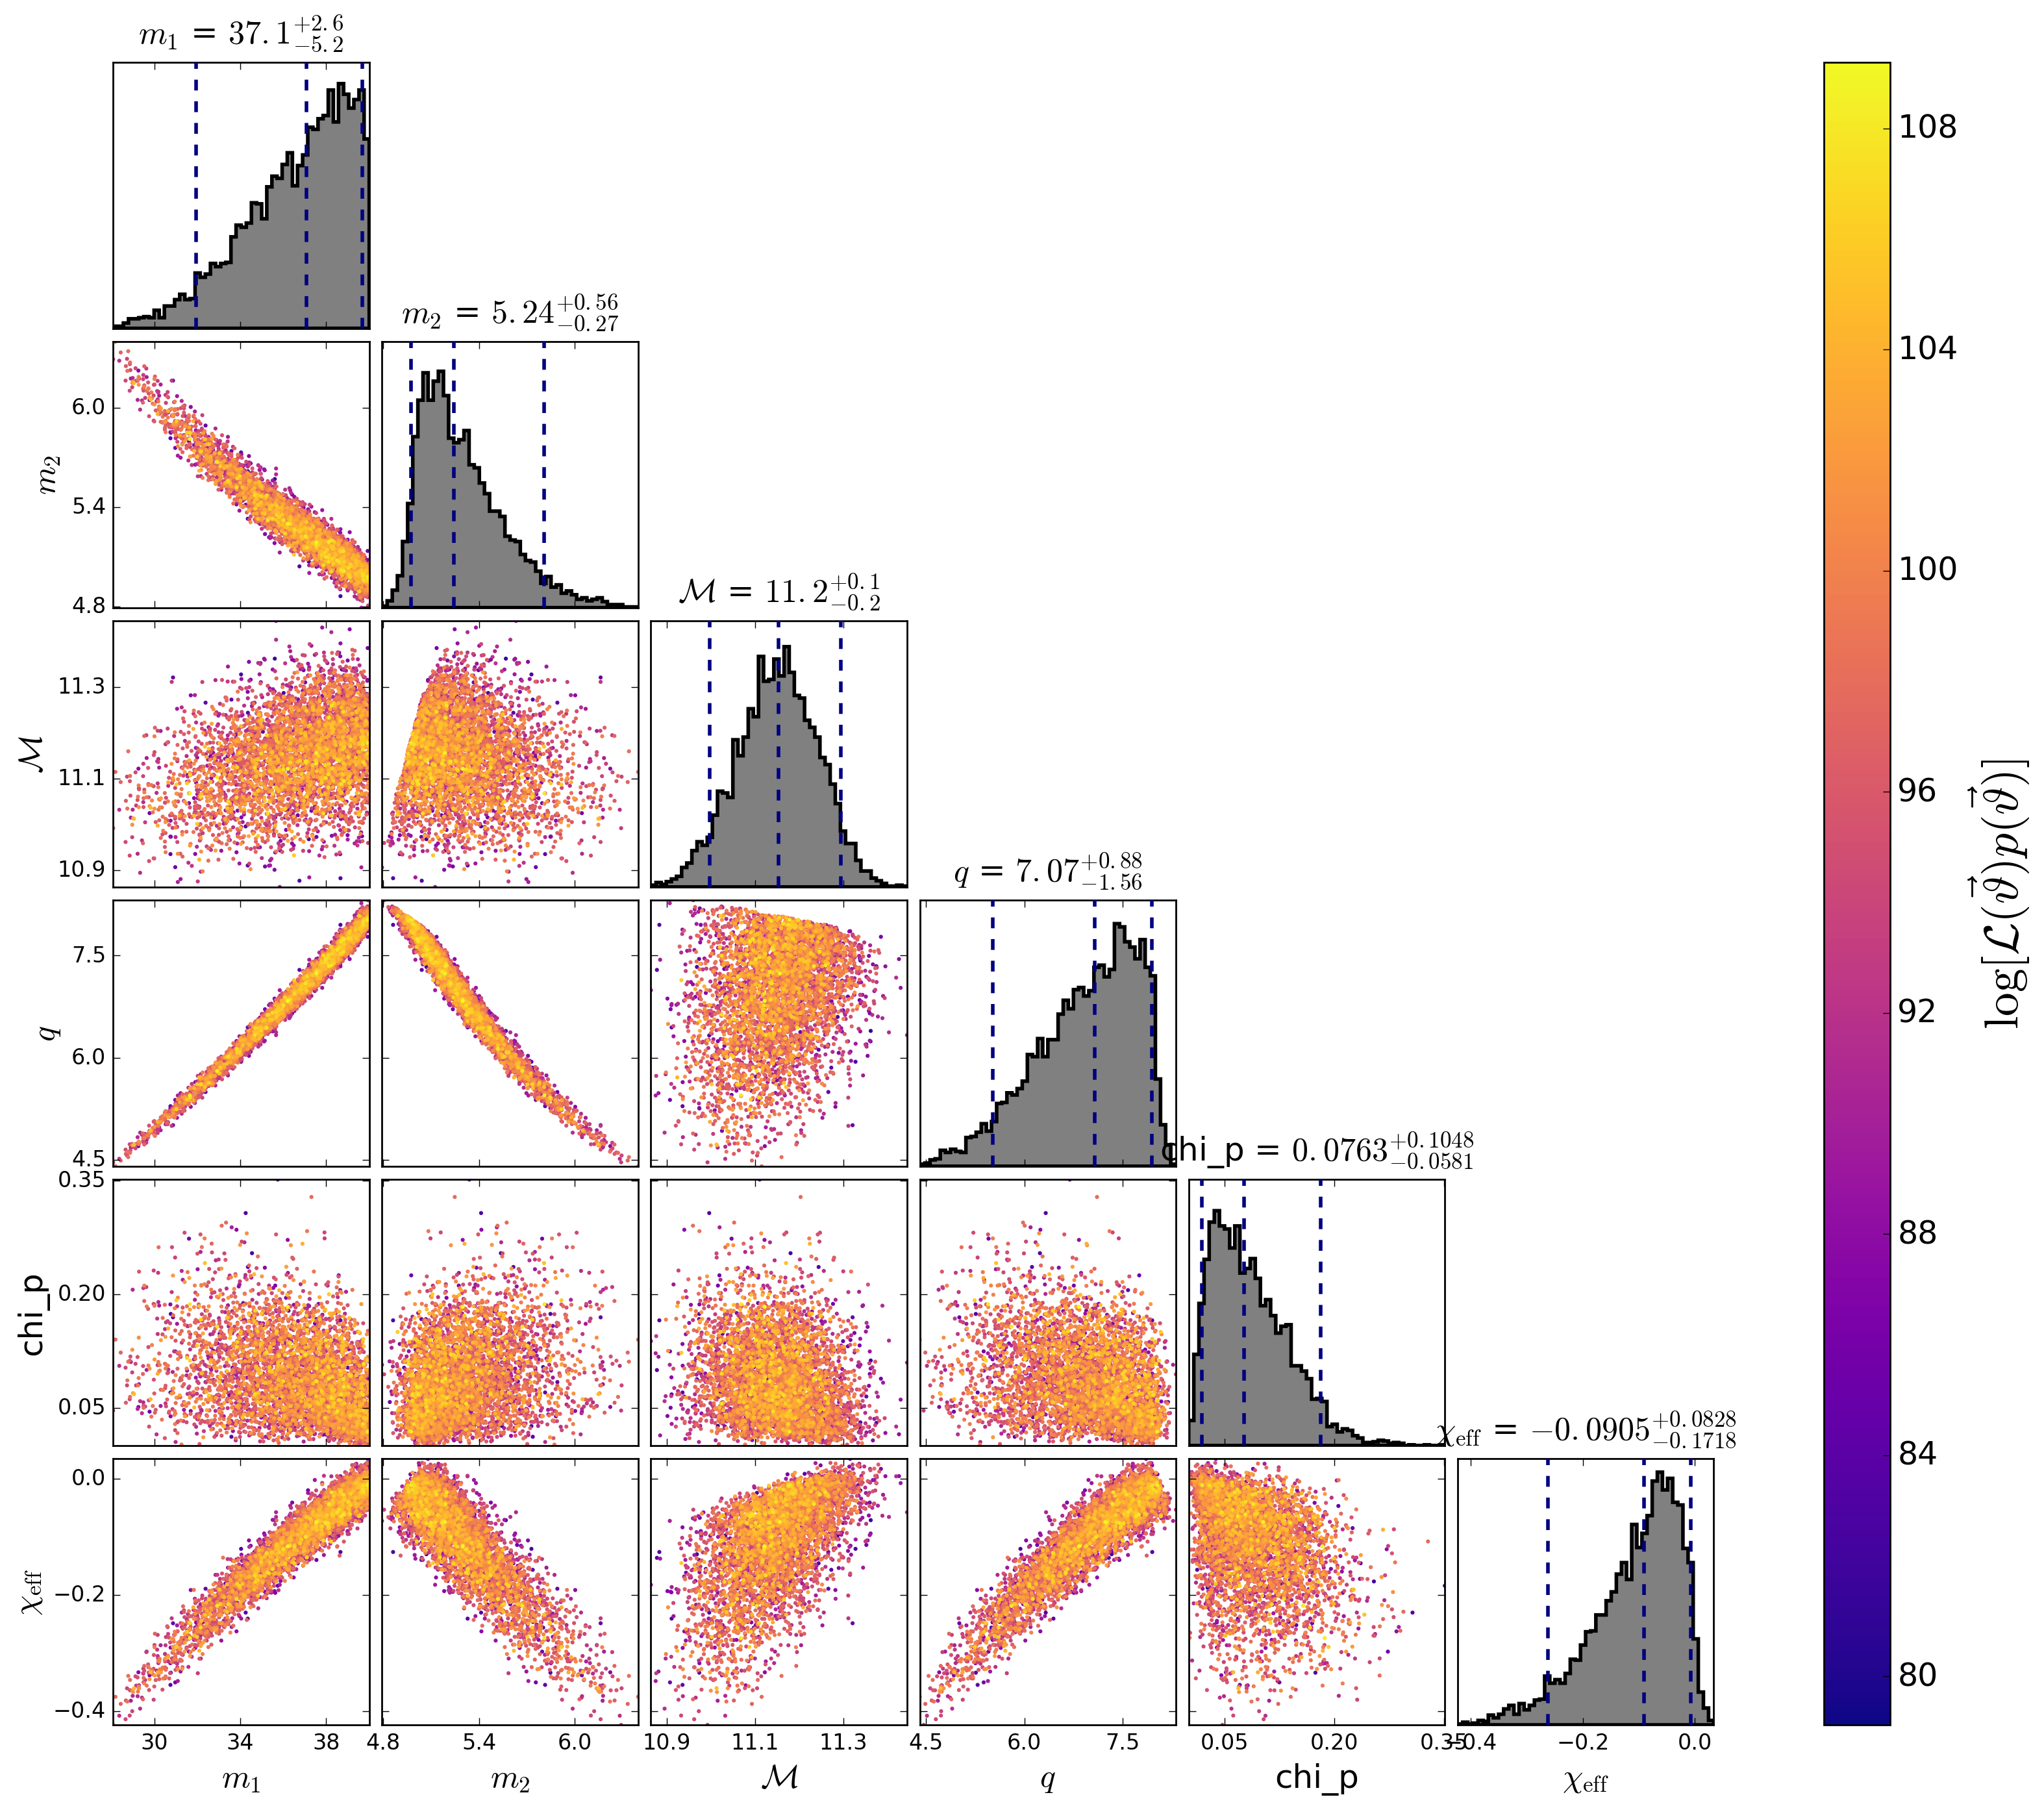 m₁ = 37.1 +2.6 −5.2
m₂ = 5.24 +0.56 −0.27
ℳ = 11.2 +0.1 −0.2
q = 7.07 +0.88 −1.56
chi_p = 0.0763 +0.1048 −0.0581
χeff = −0.0905 +0.0828 −0.1718
m₂
6.0
5.4
4.8
ℳ
11.3
11.1
10.9
q
7.5
6.0
4.5
chi_p
0.35
0.20
0.05
χeff
0.0
−0.2
−0.4
30 34 38
4.8 5.4 6.0
10.9 11.1 11.3
4.5 6.0 7.5
0.05 0.20 0.35
−0.4 −0.2 0.0
m₁ m₂ ℳ q chi_p χeff
108
104
100
96
92
88
84
80
log[ℒ(ϑ⃗)p(ϑ⃗)]